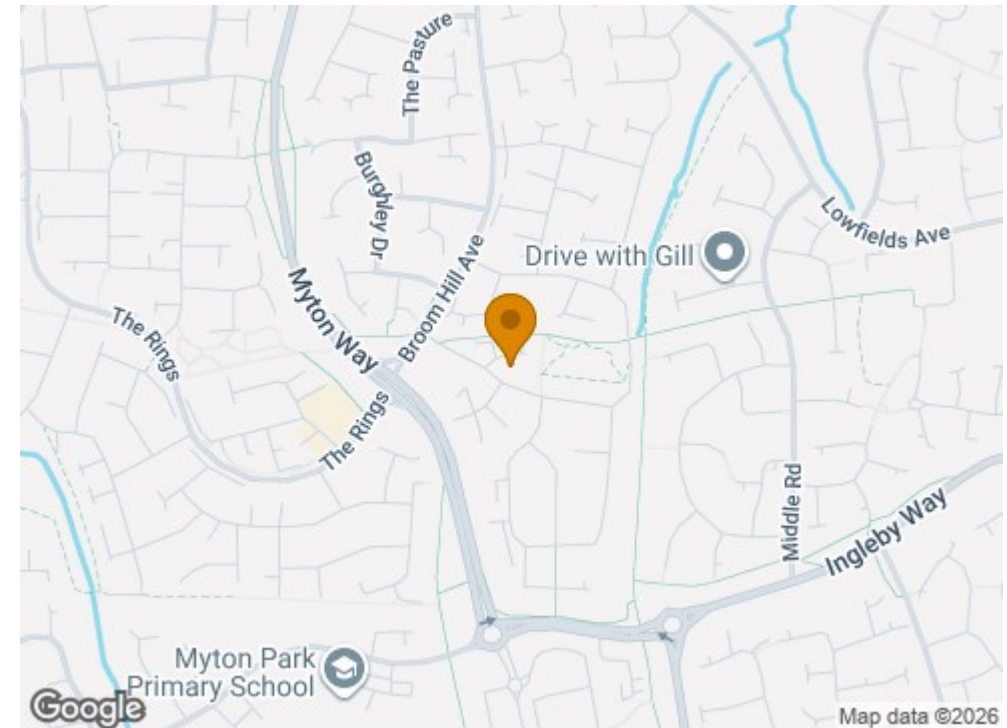 The Pasture
Burghley Dr
Lowfields Ave
Drive with Gill
Broom Hill Ave
Myton Way
The Rings
The Rings
Middle Rd
Ingleby Way
Myton Park
Primary School
Google
Map data ©2026